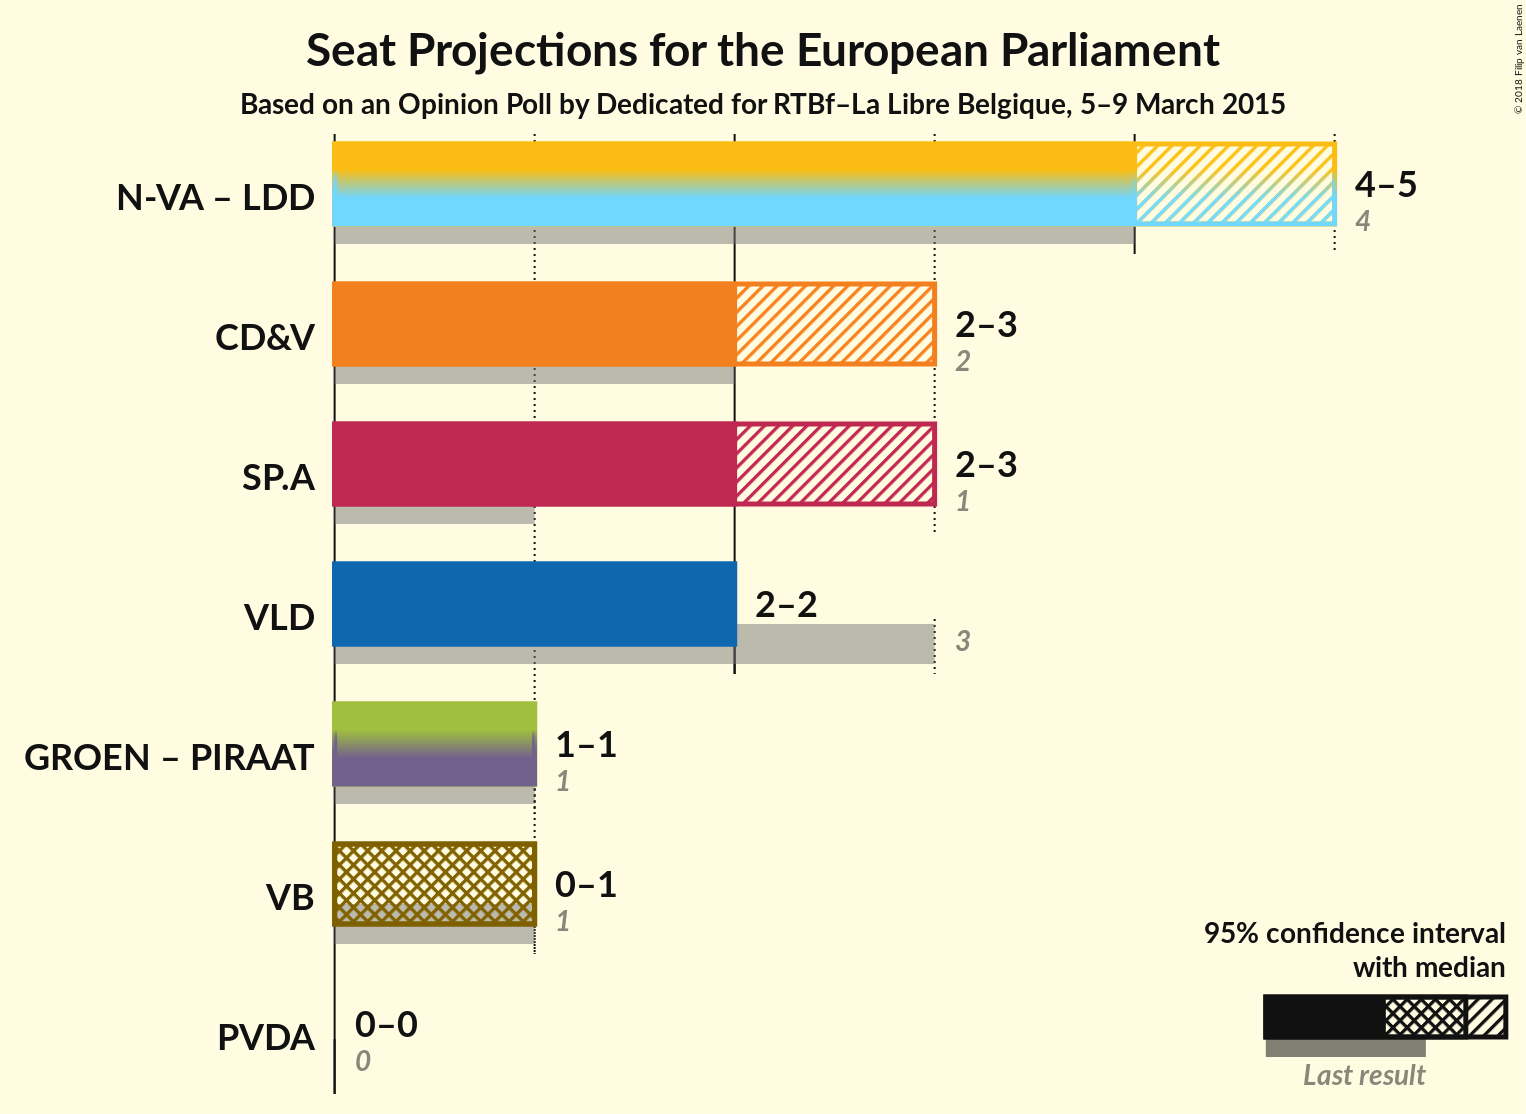 Seat Projections for the European Parliament
Based on an Opinion Poll by Dedicated for RTBf–La Libre Belgique, 5–9 March 2015
© 2018 Filip van Laenen
N-VA – LDD
4–5
4
CD&V
2–3
2
SP.A
2–3
1
VLD
2–2
3
GROEN – PIRAAT
1–1
1
VB
0–1
1
PVDA
0–0
0
95% confidence interval
with median
Last result